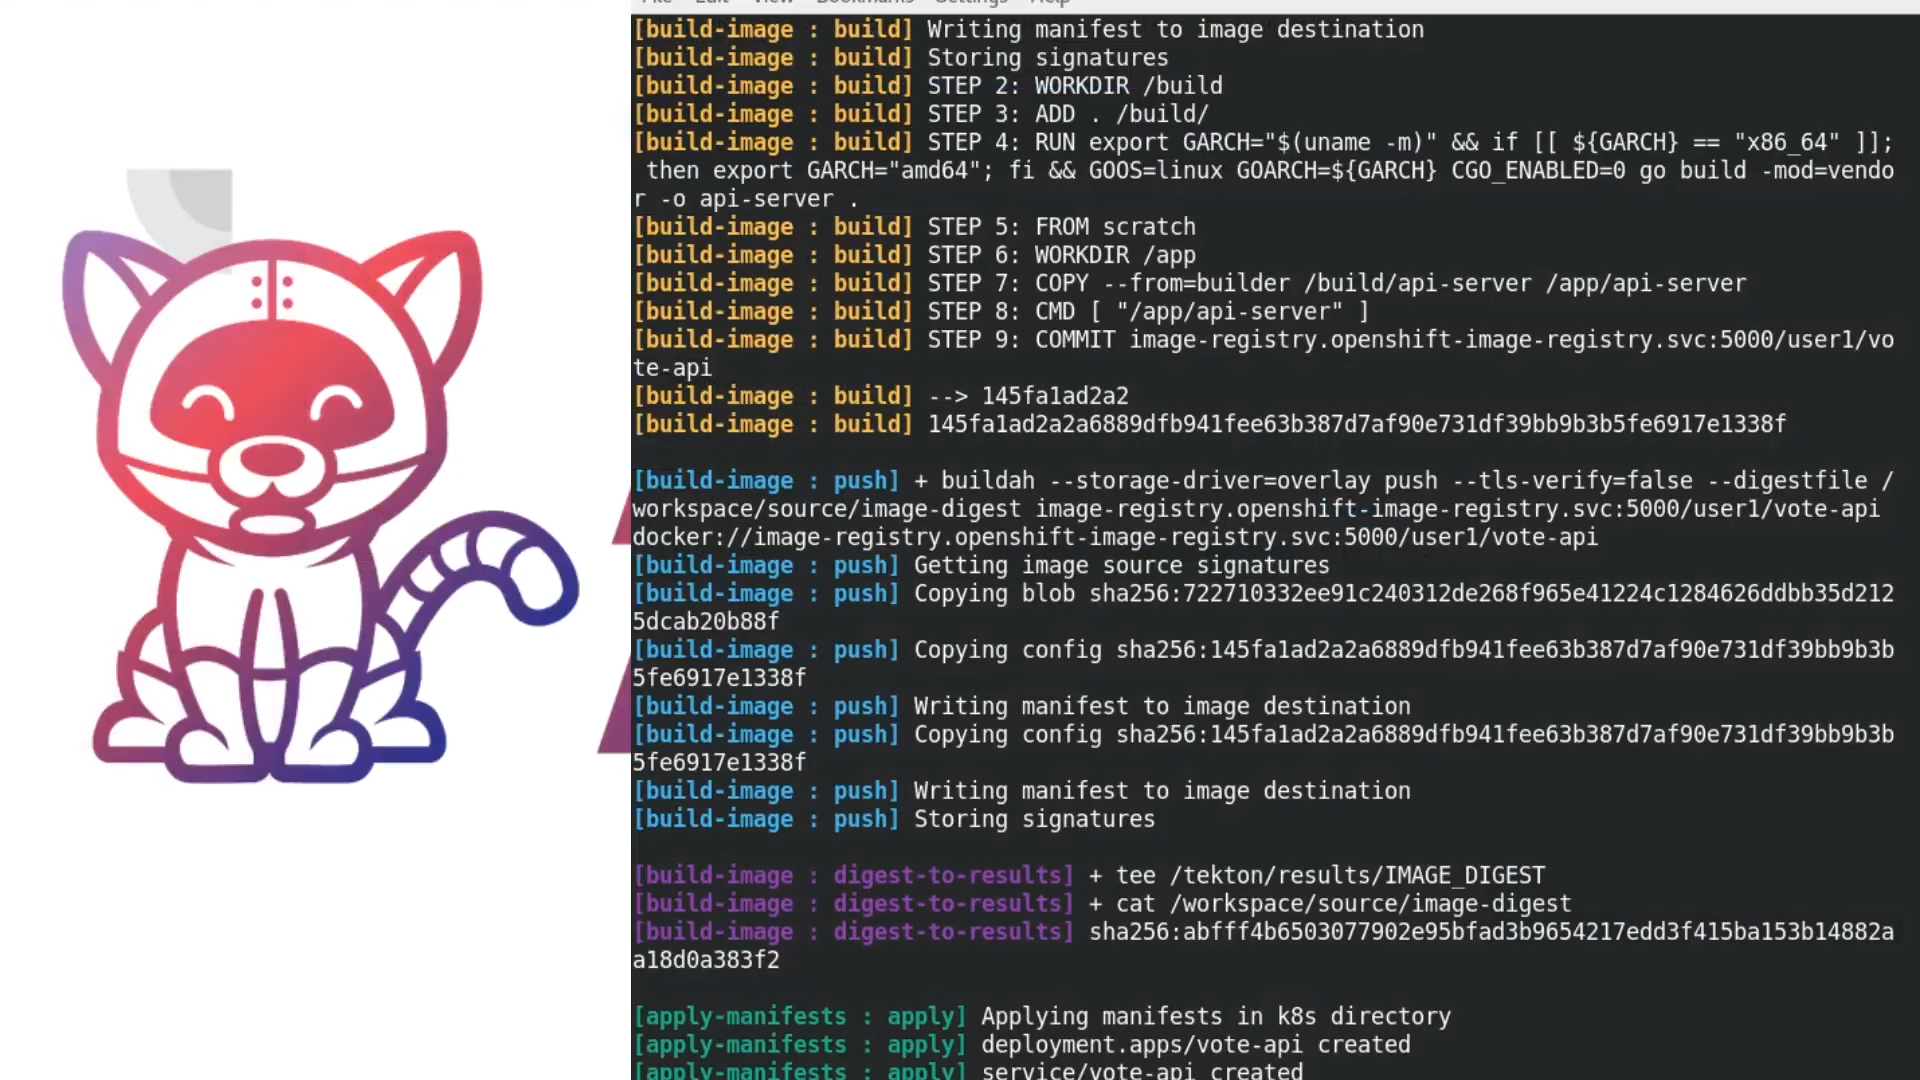 File Edit View Bookmarks Settings Help
[build-image : build] Writing manifest to image destination
[build-image : build] Storing signatures
[build-image : build] STEP 2: WORKDIR /build
[build-image : build] STEP 3: ADD . /build/
[build-image : build] STEP 4: RUN export GARCH="$(uname -m)" && if [[ ${GARCH} == "x86_64" ]];
 then export GARCH="amd64"; fi && GOOS=linux GOARCH=${GARCH} CGO_ENABLED=0 go build -mod=vendo
r -o api-server .
[build-image : build] STEP 5: FROM scratch
[build-image : build] STEP 6: WORKDIR /app
[build-image : build] STEP 7: COPY --from=builder /build/api-server /app/api-server
[build-image : build] STEP 8: CMD [ "/app/api-server" ]
[build-image : build] STEP 9: COMMIT image-registry.openshift-image-registry.svc:5000/user1/vo
te-api
[build-image : build] --> 145fa1ad2a2
[build-image : build] 145fa1ad2a2a6889dfb941fee63b387d7af90e731df39bb9b3b5fe6917e1338f
[build-image : push] + buildah --storage-driver=overlay push --tls-verify=false --digestfile /
workspace/source/image-digest image-registry.openshift-image-registry.svc:5000/user1/vote-api
docker://image-registry.openshift-image-registry.svc:5000/user1/vote-api
[build-image : push] Getting image source signatures
[build-image : push] Copying blob sha256:722710332ee91c240312de268f965e41224c1284626ddbb35d212
5dcab20b88f
[build-image : push] Copying config sha256:145fa1ad2a2a6889dfb941fee63b387d7af90e731df39bb9b3b
5fe6917e1338f
[build-image : push] Writing manifest to image destination
[build-image : push] Copying config sha256:145fa1ad2a2a6889dfb941fee63b387d7af90e731df39bb9b3b
5fe6917e1338f
[build-image : push] Writing manifest to image destination
[build-image : push] Storing signatures
[build-image : digest-to-results] + tee /tekton/results/IMAGE_DIGEST
[build-image : digest-to-results] + cat /workspace/source/image-digest
[build-image : digest-to-results] sha256:abfff4b6503077902e95bfad3b9654217edd3f415ba153b14882a
a18d0a383f2
[apply-manifests : apply] Applying manifests in k8s directory
[apply-manifests : apply] deployment.apps/vote-api created
[apply-manifests : apply] service/vote-api created